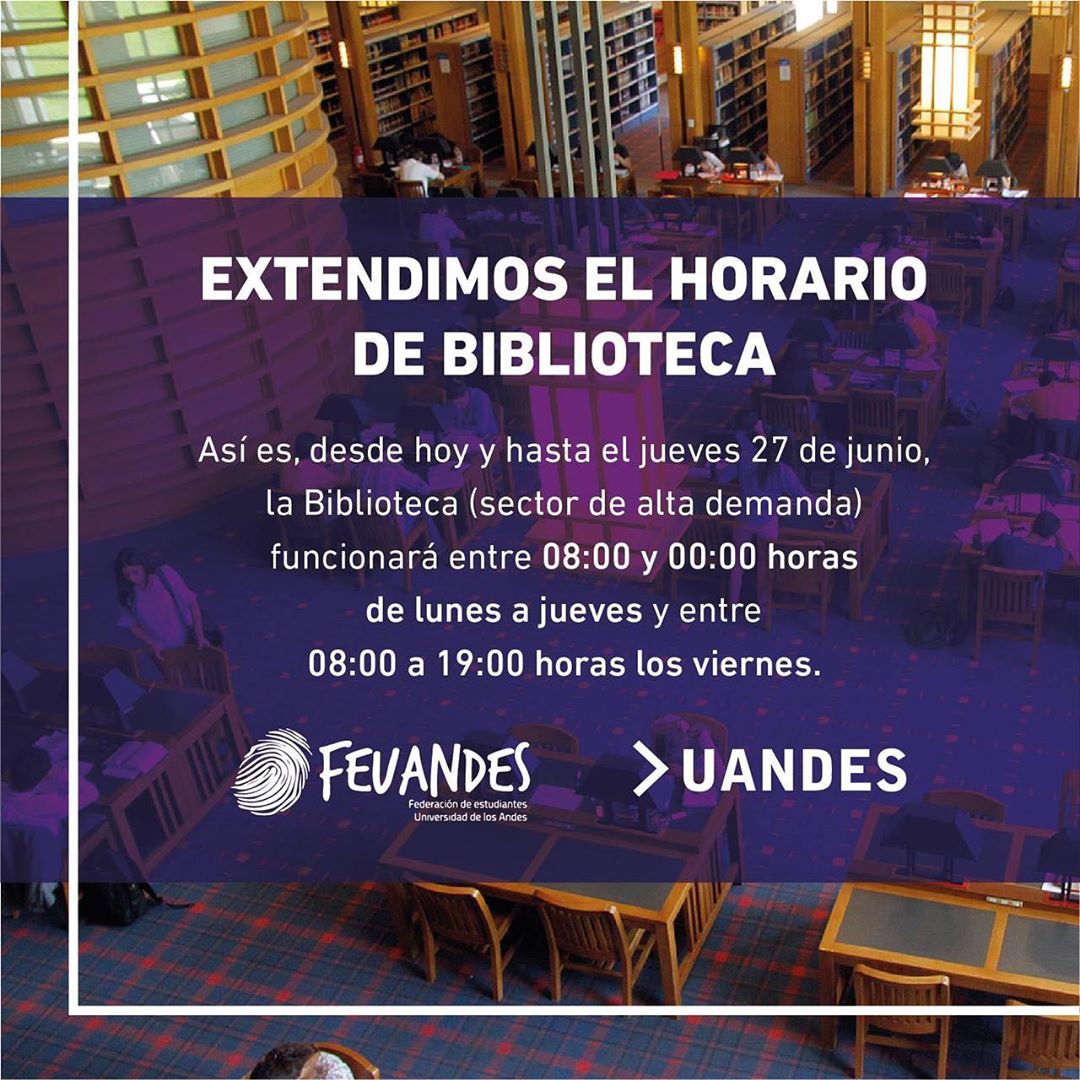 EXTENDIMOS EL HORARIO
DE BIBLIOTECA
Así es, desde hoy y hasta el jueves 27 de junio,
la Biblioteca (sector de alta demanda)
funcionará entre 08:00 y 00:00 horas
de lunes a jueves y entre
08:00 a 19:00 horas los viernes.
FEUANDES
Federación de estudiantes
Universidad de los Andes
UANDES